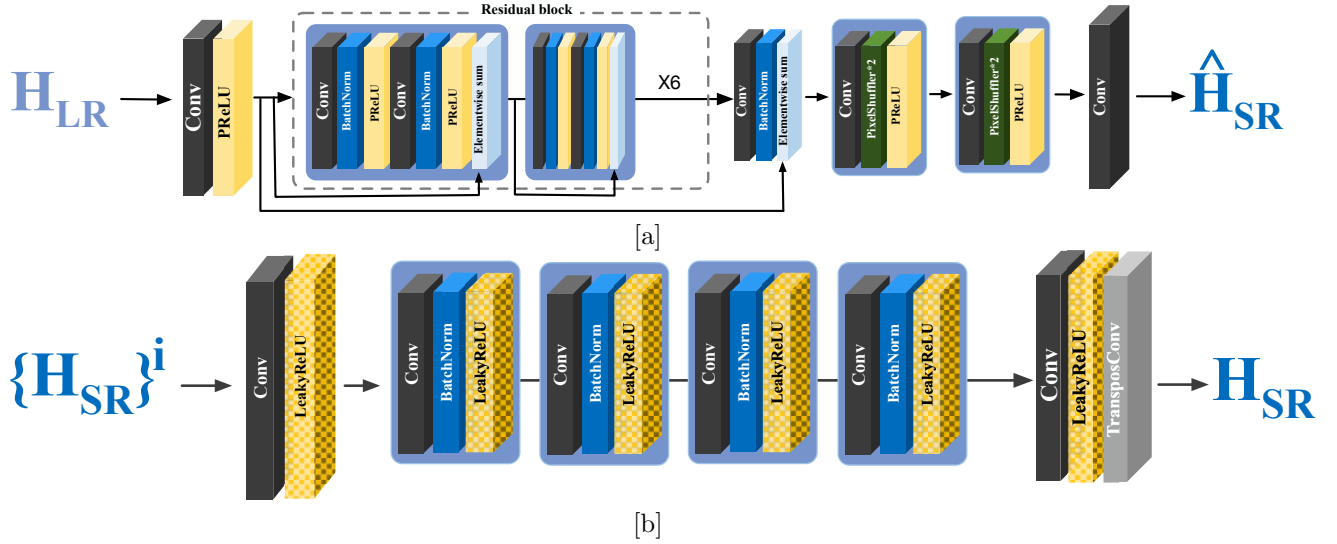 Residual block
H_LR
Conv
PReLU
Conv
BatchNorm
PReLU
Conv
BatchNorm
PReLU
Elementwise sum
X6
Conv
BatchNorm
Elementwise sum
Conv
PixelShuffler*2
PReLU
Conv
PixelShuffler*2
PReLU
Conv
Ĥ_SR
[a]
{H_SR}^i
Conv
LeakyReLU
Conv
BatchNorm
LeakyReLU
Conv
BatchNorm
LeakyReLU
Conv
BatchNorm
LeakyReLU
Conv
BatchNorm
LeakyReLU
Conv
LeakyReLU
TransposConv
H_SR
[b]